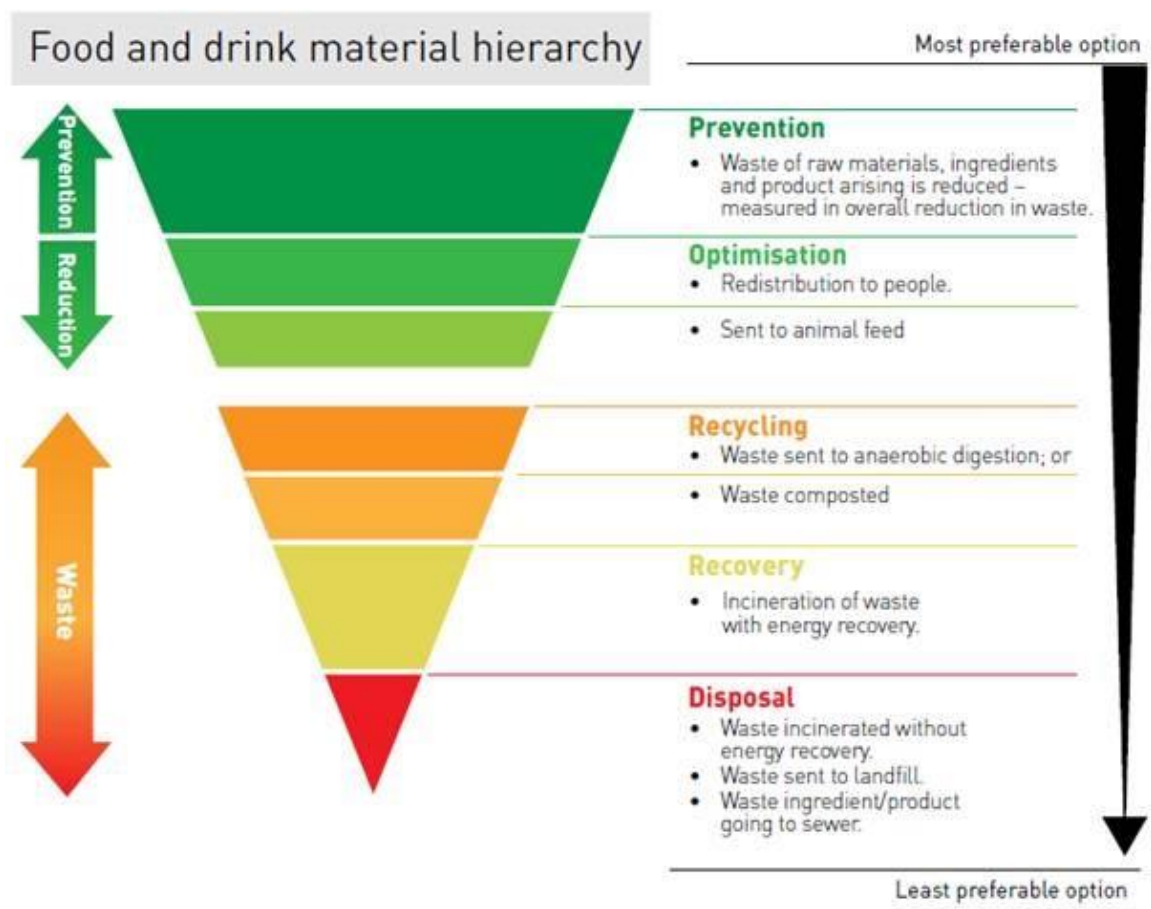 Food and drink material hierarchy
Most preferable option
Prevention
Reduction
Waste
Prevention
• Waste of raw materials, ingredients
and product arising is reduced –
measured in overall reduction in waste.
Optimisation
• Redistribution to people.
• Sent to animal feed
Recycling
• Waste sent to anaerobic digestion; or
• Waste composted
Recovery
• Incineration of waste
with energy recovery.
Disposal
• Waste incinerated without
energy recovery.
• Waste sent to landfill.
• Waste ingredient/product
going to sewer.
Least preferable option